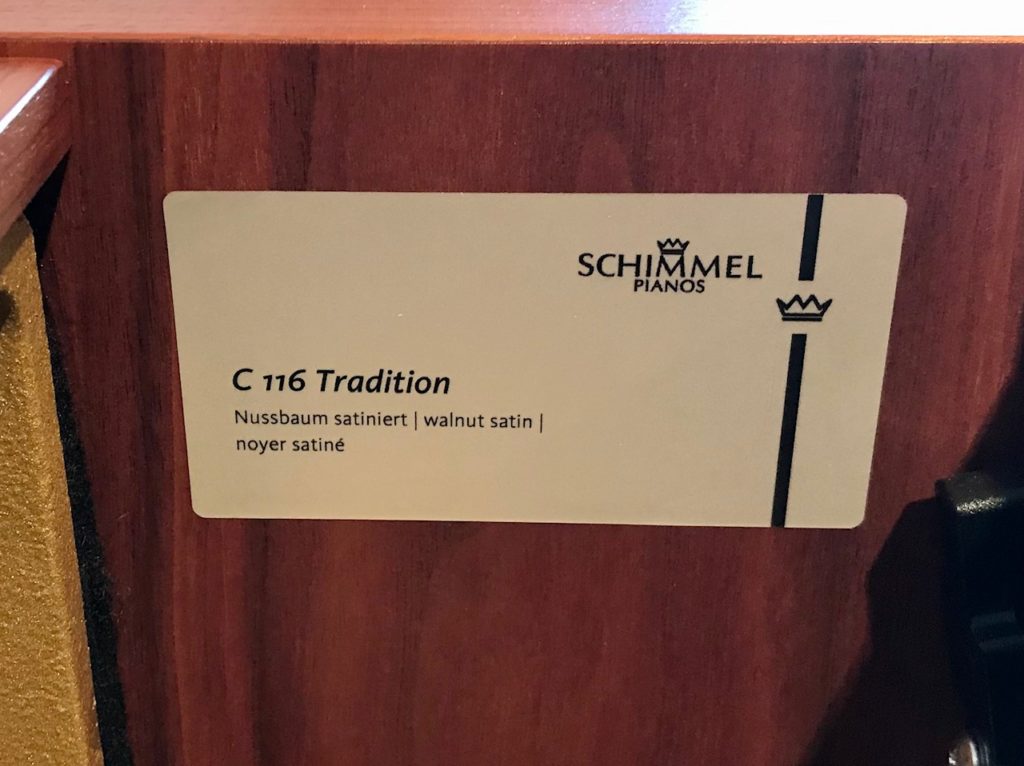 SCHIMMEL
PIANOS
C 116 Tradition
Nussbaum satiniert | walnut satin |
noyer satiné